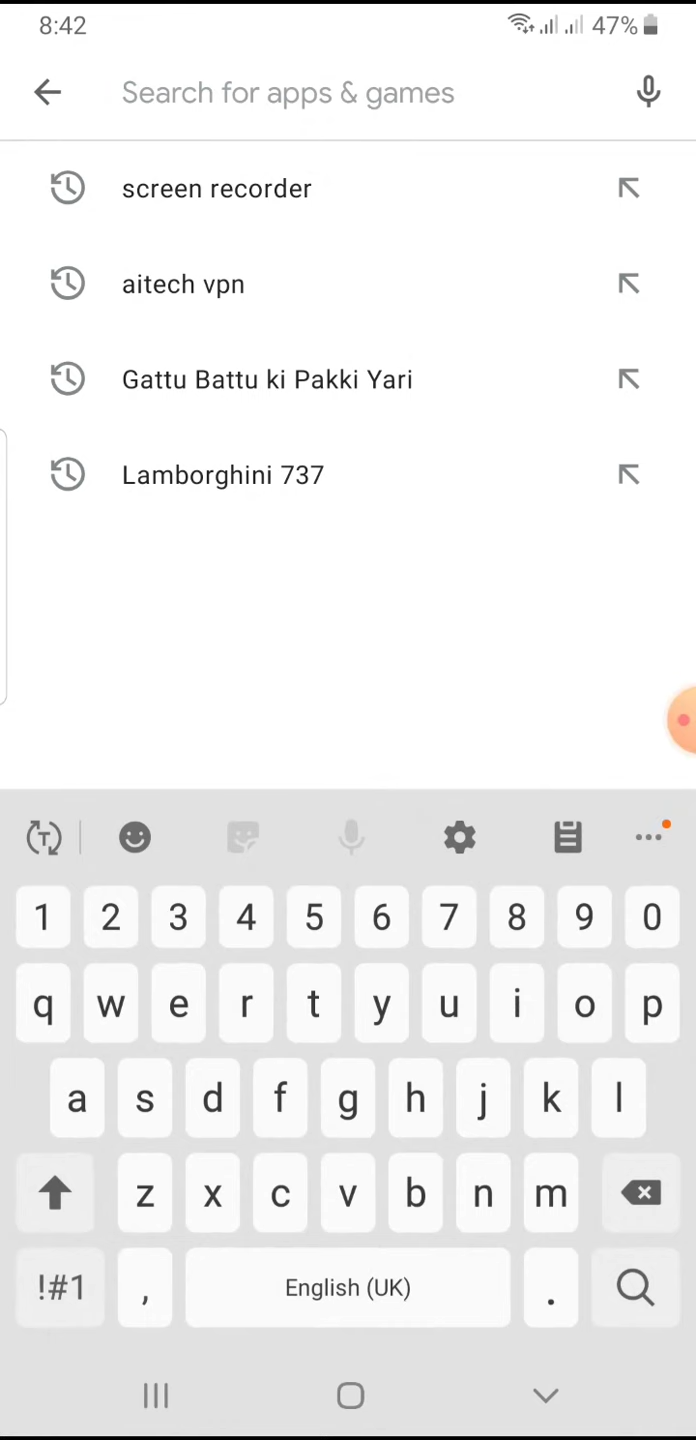 8:42 47%
Search for apps & games
screen recorder
aitech vpn
Gattu Battu ki Pakki Yari
Lamborghini 737
1 2 3 4 5 6 7 8 9 0
q w e r t y u i o p
a s d f g h j k l
z x c v b n m
!#1 , English (UK) .